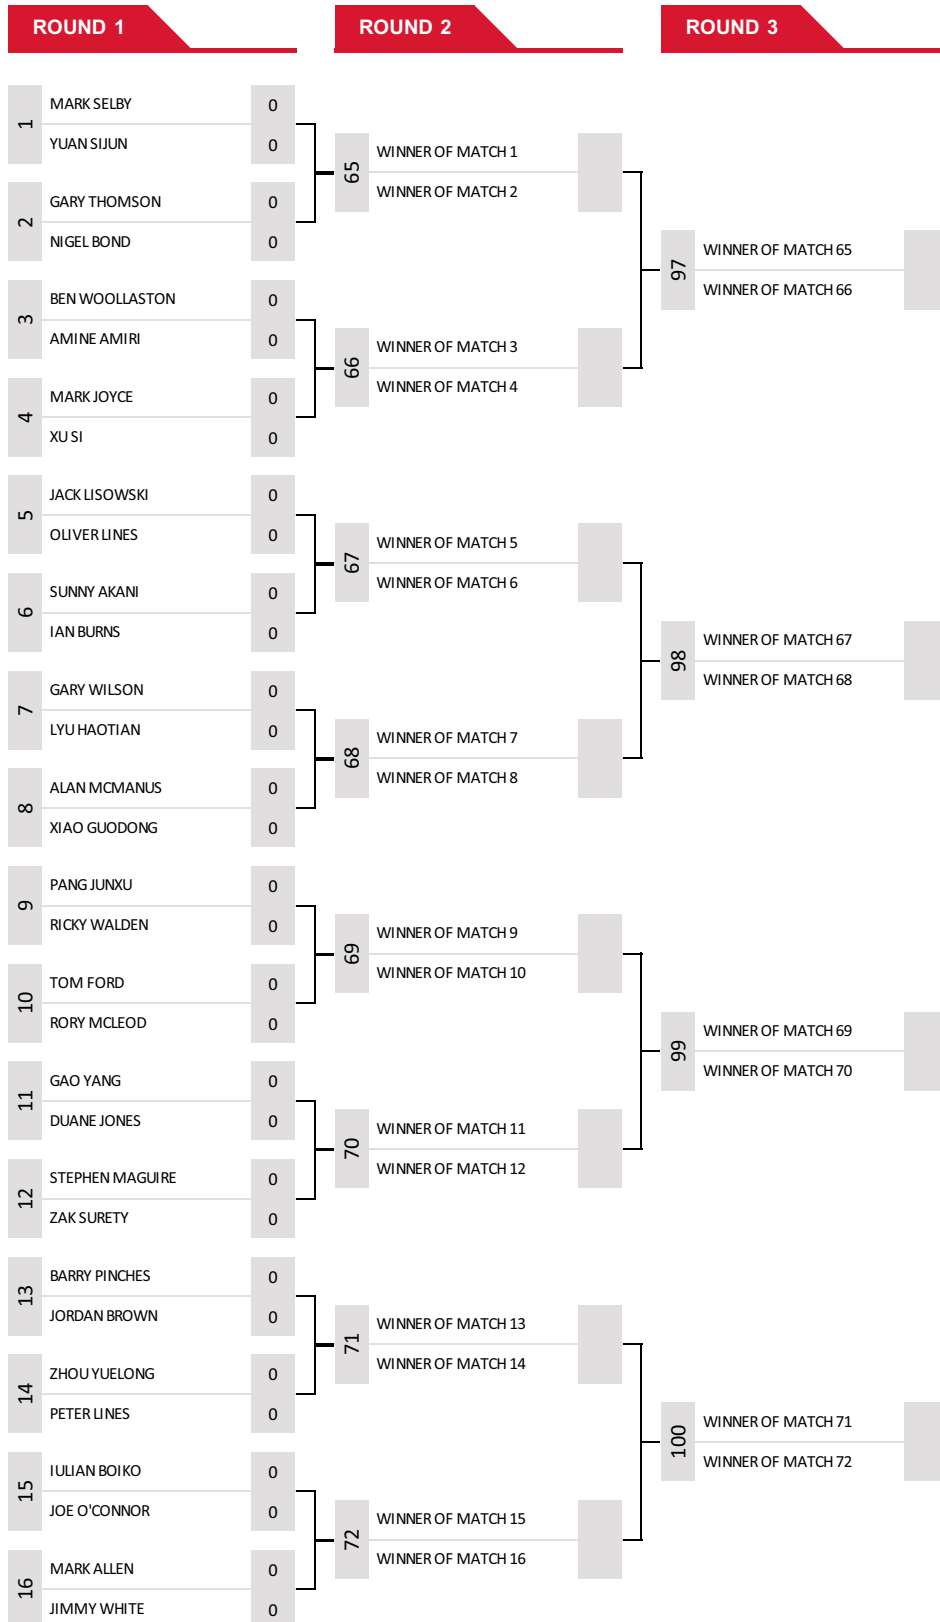 ROUND 1
ROUND 2
ROUND 3
1
MARK SELBY 0
YUAN SIJUN 0
2
GARY THOMSON 0
NIGEL BOND 0
3
BEN WOOLLASTON 0
AMINE AMIRI 0
4
MARK JOYCE 0
XU SI 0
5
JACK LISOWSKI 0
OLIVER LINES 0
6
SUNNY AKANI 0
IAN BURNS 0
7
GARY WILSON 0
LYU HAOTIAN 0
8
ALAN MCMANUS 0
XIAO GUODONG 0
9
PANG JUNXU 0
RICKY WALDEN 0
10
TOM FORD 0
RORY MCLEOD 0
11
GAO YANG 0
DUANE JONES 0
12
STEPHEN MAGUIRE 0
ZAK SURETY 0
13
BARRY PINCHES 0
JORDAN BROWN 0
14
ZHOU YUELONG 0
PETER LINES 0
15
IULIAN BOIKO 0
JOE O'CONNOR 0
16
MARK ALLEN 0
JIMMY WHITE 0
65
WINNER OF MATCH 1
WINNER OF MATCH 2
66
WINNER OF MATCH 3
WINNER OF MATCH 4
67
WINNER OF MATCH 5
WINNER OF MATCH 6
68
WINNER OF MATCH 7
WINNER OF MATCH 8
69
WINNER OF MATCH 9
WINNER OF MATCH 10
70
WINNER OF MATCH 11
WINNER OF MATCH 12
71
WINNER OF MATCH 13
WINNER OF MATCH 14
72
WINNER OF MATCH 15
WINNER OF MATCH 16
97
WINNER OF MATCH 65
WINNER OF MATCH 66
98
WINNER OF MATCH 67
WINNER OF MATCH 68
99
WINNER OF MATCH 69
WINNER OF MATCH 70
100
WINNER OF MATCH 71
WINNER OF MATCH 72